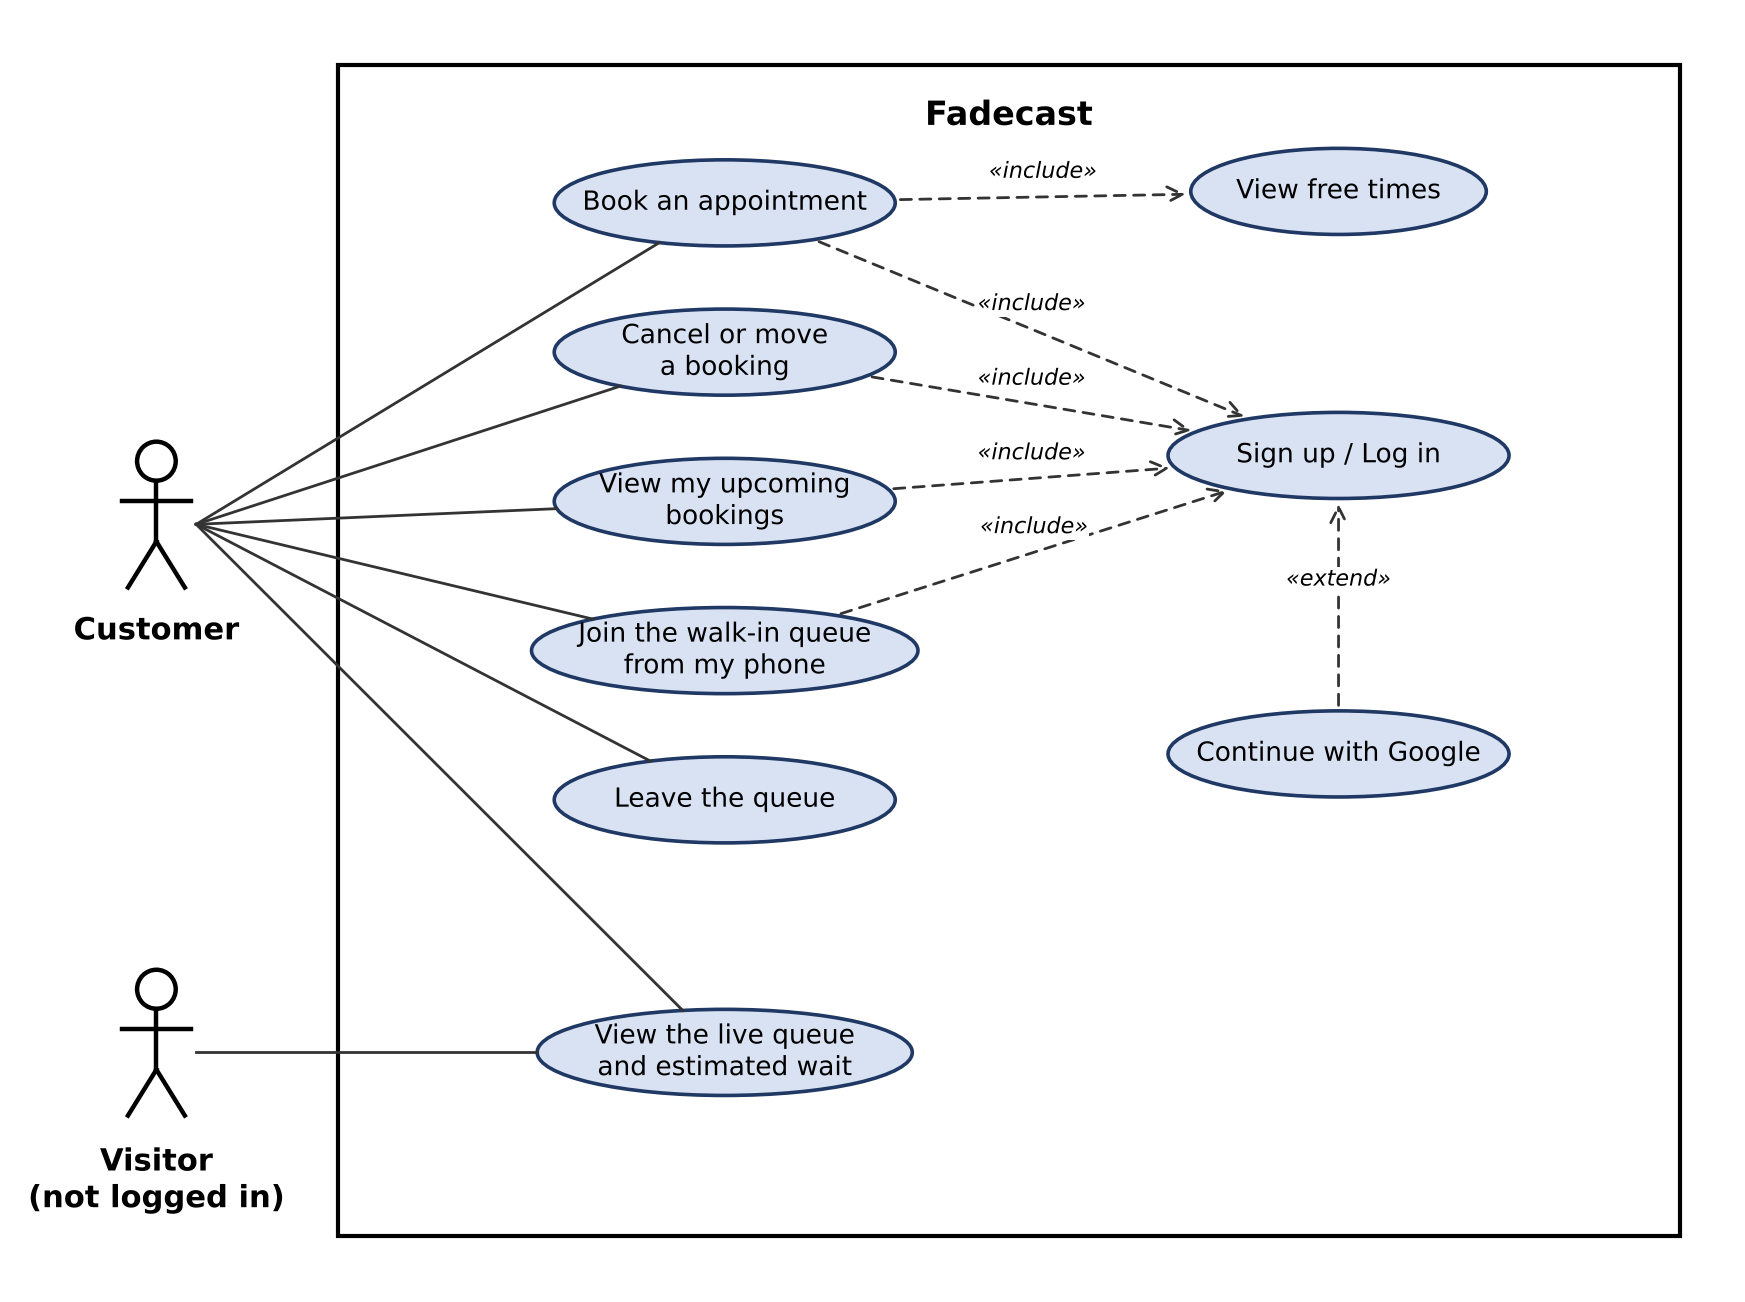 Fadecast
Book an appointment
«include»
View free times
«include»
Cancel or move
a booking
«include»
View my upcoming
bookings
«include»
Sign up / Log in
«include»
Join the walk-in queue
from my phone
«extend»
Continue with Google
Leave the queue
Customer
View the live queue
and estimated wait
Visitor
(not logged in)